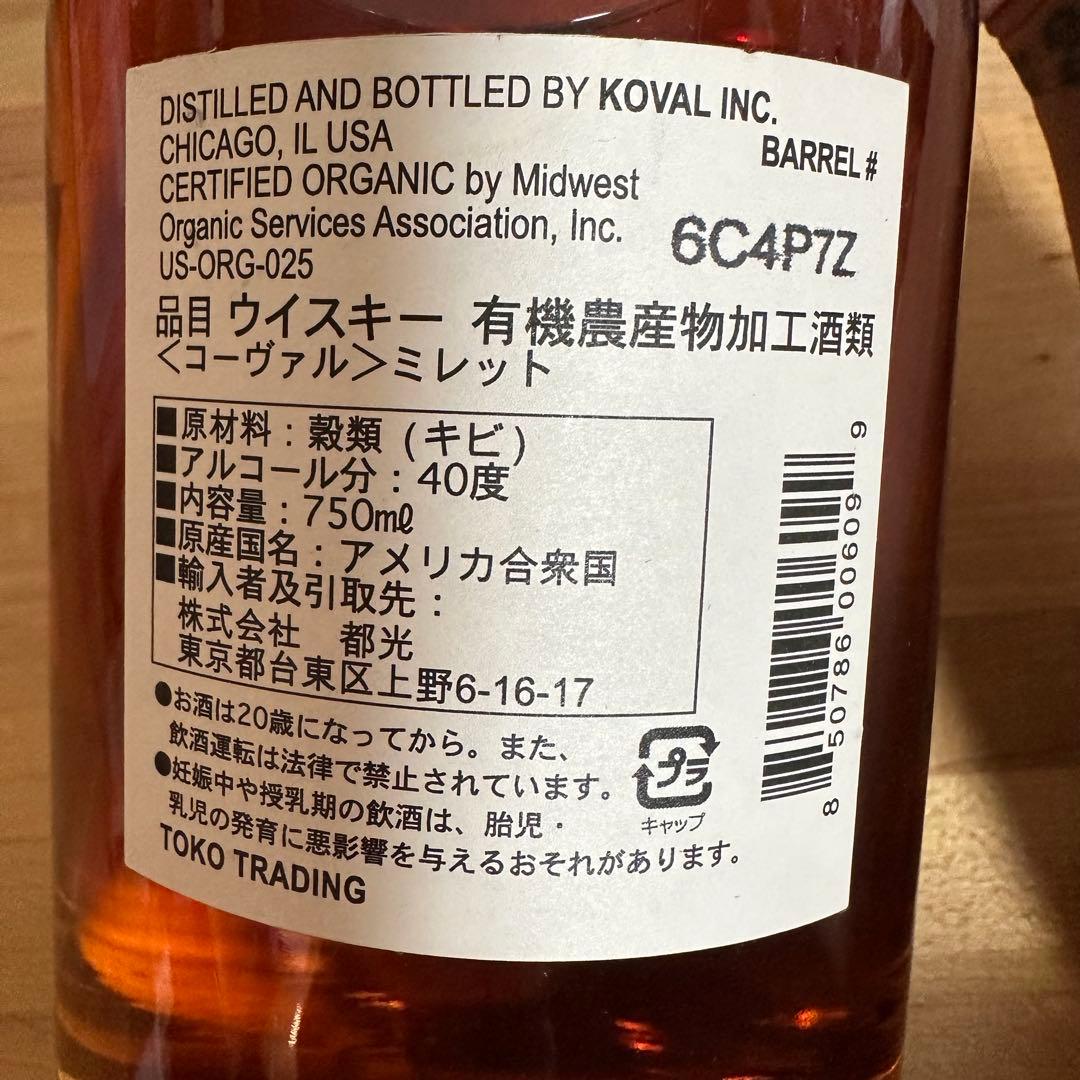 DISTILLED AND BOTTLED BY KOVAL INC.
CHICAGO, IL USA
BARREL #
CERTIFIED ORGANIC by Midwest
Organic Services Association, Inc.
6C4P7Z
US-ORG-025
品目 ウイスキー 有機農産物加工酒類
<コーヴァル>ミレット
■原材料：穀類 (キビ)
■アルコール分：40度
■内容量：750mℓ
■原産国名：アメリカ合衆国
■輸入者及引取先：
株式会社 都光
東京都台東区上野6-16-17
●お酒は20歳になってから。また、
飲酒運転は法律で禁止されています。
●妊娠中や授乳期の飲酒は、胎児・
乳児の発育に悪影響を与えるおそれがあります。
TOKO TRADING
プラ
キャップ
8 50786 00609 9